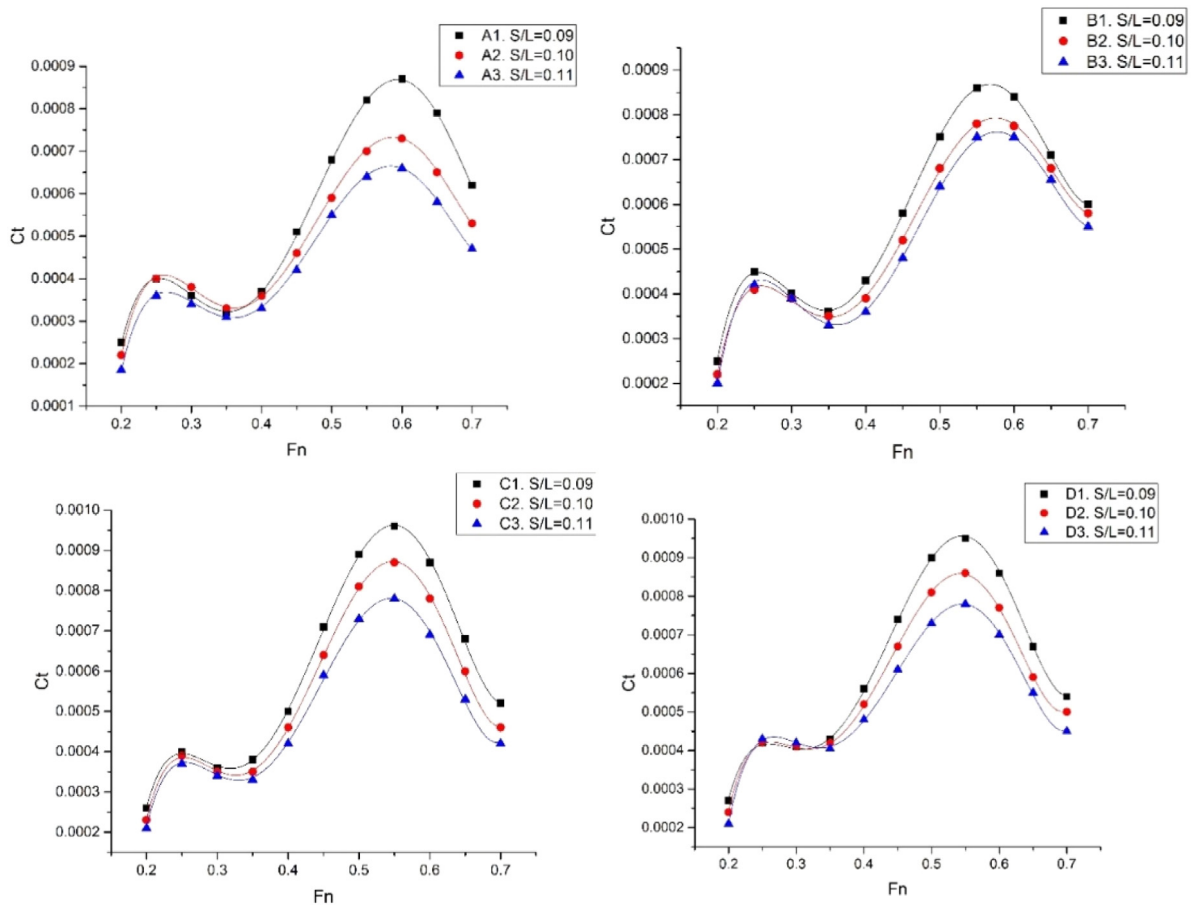 A1. S/L=0.09
A2. S/L=0.10
A3. S/L=0.11
0.0009
0.0008
0.0007
0.0006
0.0005
0.0004
0.0003
0.0002
0.0001
Ct
0.2 0.3 0.4 0.5 0.6 0.7
Fn
B1. S/L=0.09
B2. S/L=0.10
B3. S/L=0.11
0.0009
0.0008
0.0007
0.0006
0.0005
0.0004
0.0003
0.0002
Ct
0.2 0.3 0.4 0.5 0.6 0.7
Fn
C1. S/L=0.09
C2. S/L=0.10
C3. S/L=0.11
0.0010
0.0009
0.0008
0.0007
0.0006
0.0005
0.0004
0.0003
0.0002
Ct
0.2 0.3 0.4 0.5 0.6 0.7
Fn
D1. S/L=0.09
D2. S/L=0.10
D3. S/L=0.11
0.0010
0.0009
0.0008
0.0007
0.0006
0.0005
0.0004
0.0003
0.0002
Ct
0.2 0.3 0.4 0.5 0.6 0.7
Fn